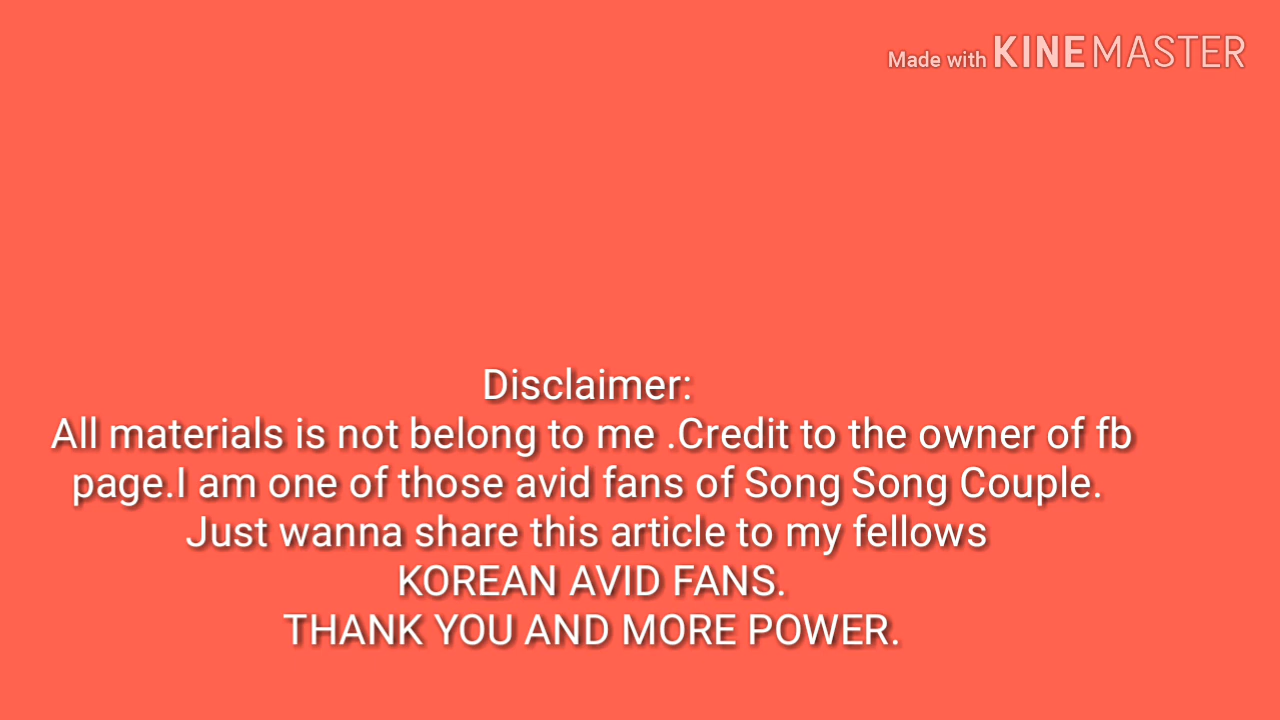 Made with KINEMASTER
Disclaimer:
All materials is not belong to me .Credit to the owner of fb
page.I am one of those avid fans of Song Song Couple.
Just wanna share this article to my fellows
KOREAN AVID FANS.
THANK YOU AND MORE POWER.